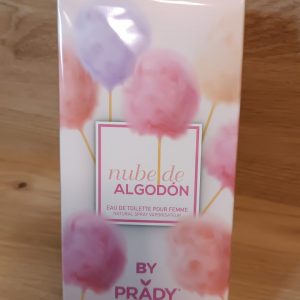 nube de
ALGODÓN
EAU DE TOILETTE POUR FEMME
NATURAL SPRAY VAPORISATEUR
BY
PRADY